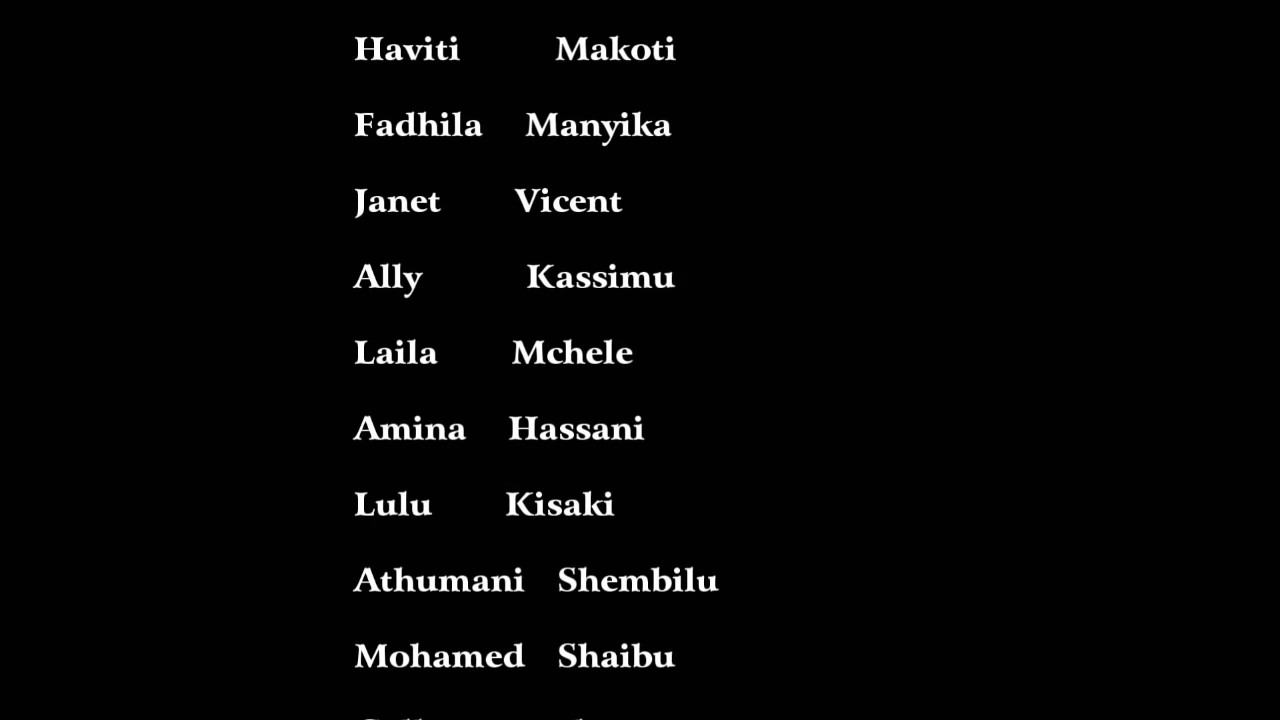 Haviti Makoti
Fadhila Manyika
Janet Vicent
Ally Kassimu
Laila Mchele
Amina Hassani
Lulu Kisaki
Athumani Shembilu
Mohamed Shaibu